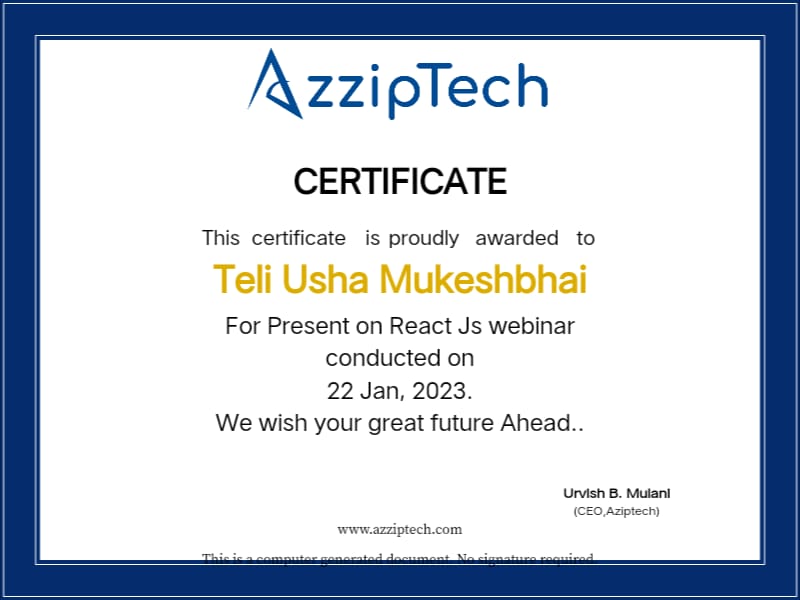 AzzipTech
CERTIFICATE
This certificate is proudly awarded to
Teli Usha Mukeshbhai
For Present on React Js webinar
conducted on
22 Jan, 2023.
We wish your great future Ahead..
Urvish B. Mulani
(CEO,Aziptech)
www.azziptech.com
This is a computer generated document. No signature required.